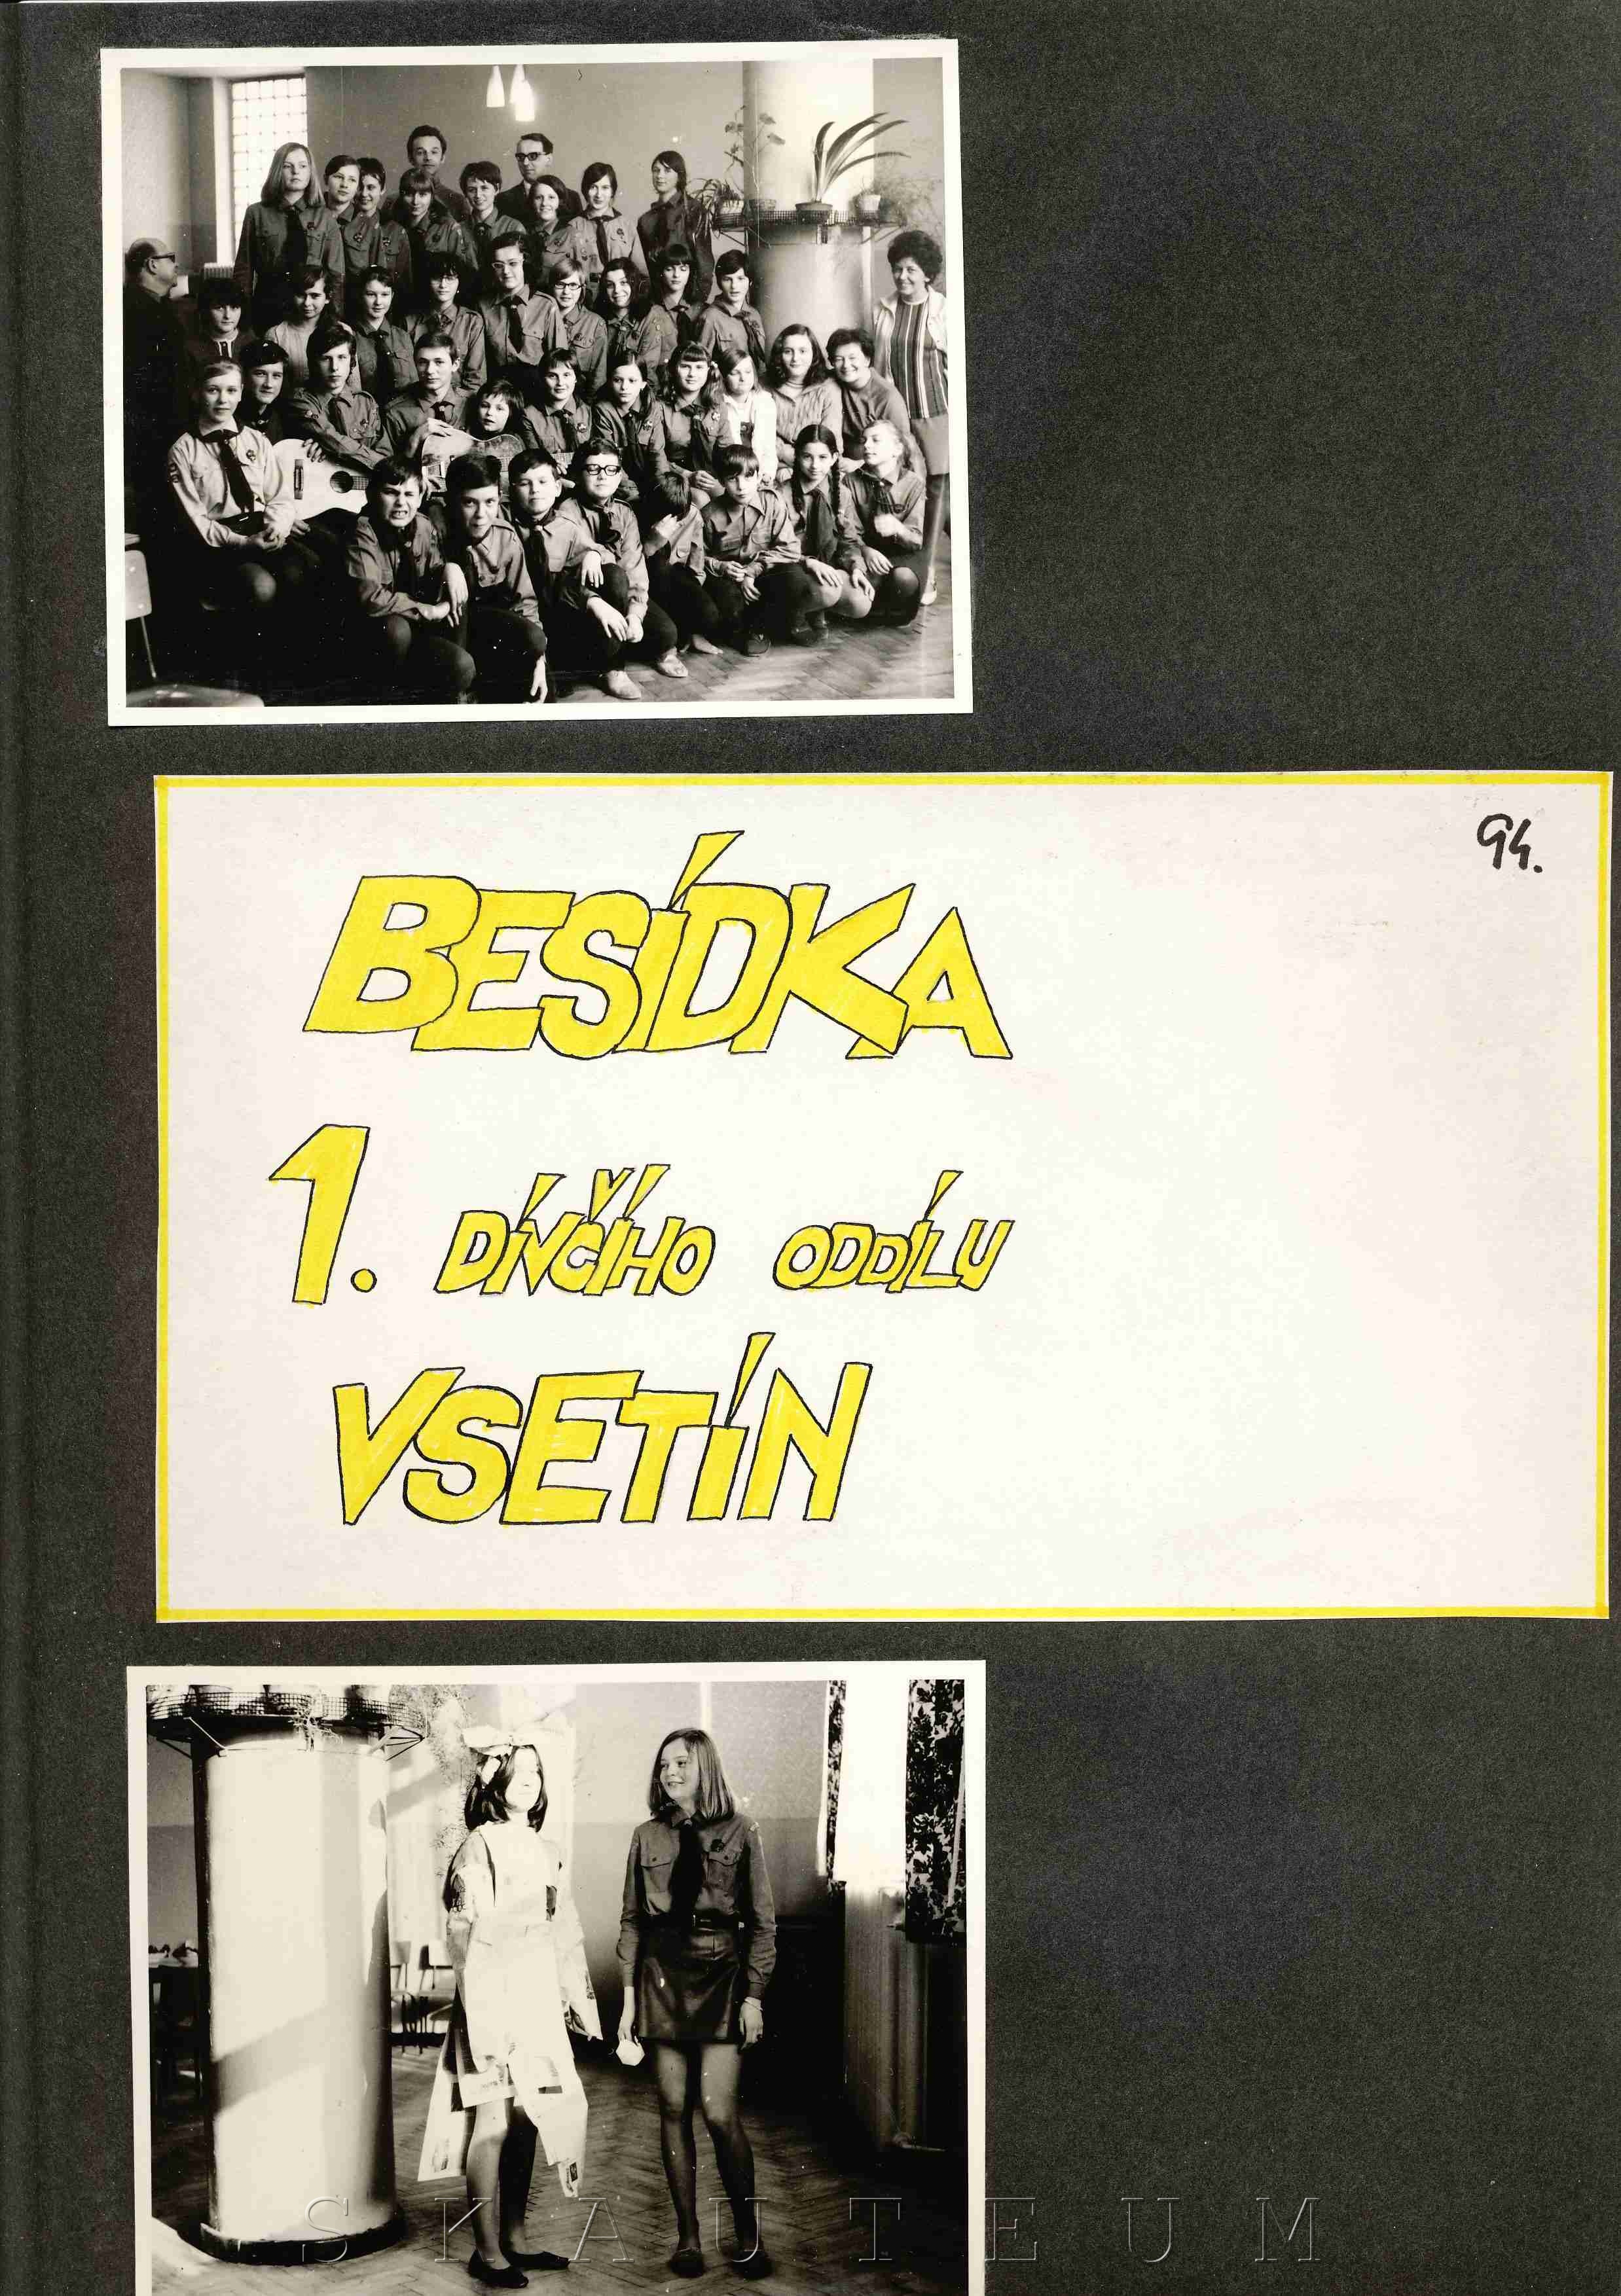 94.
BESÍDKA
1. DÍVČÍHO ODDÍLU
VSETÍN
SKAUTEUM